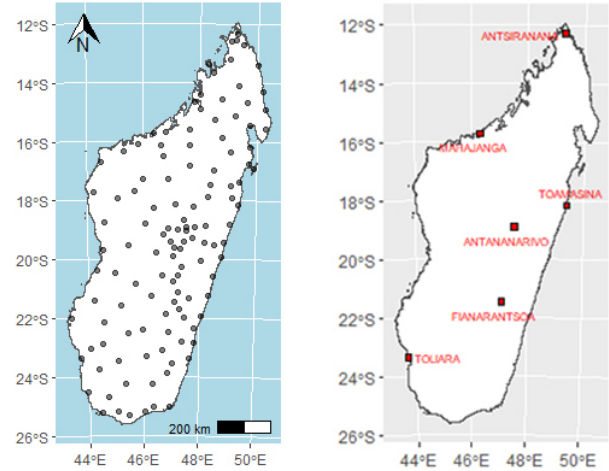 N
12°S
14°S
16°S
18°S
20°S
22°S
24°S
26°S
200 km
44°E
46°E
48°E
50°E
12°S
14°S
16°S
18°S
20°S
22°S
24°S
26°S
ANTSIRANANA
MAHAJANGA
TOAMASINA
ANTANANARIVO
FIANARANTSOA
TOLIARA
44°E
46°E
48°E
50°E